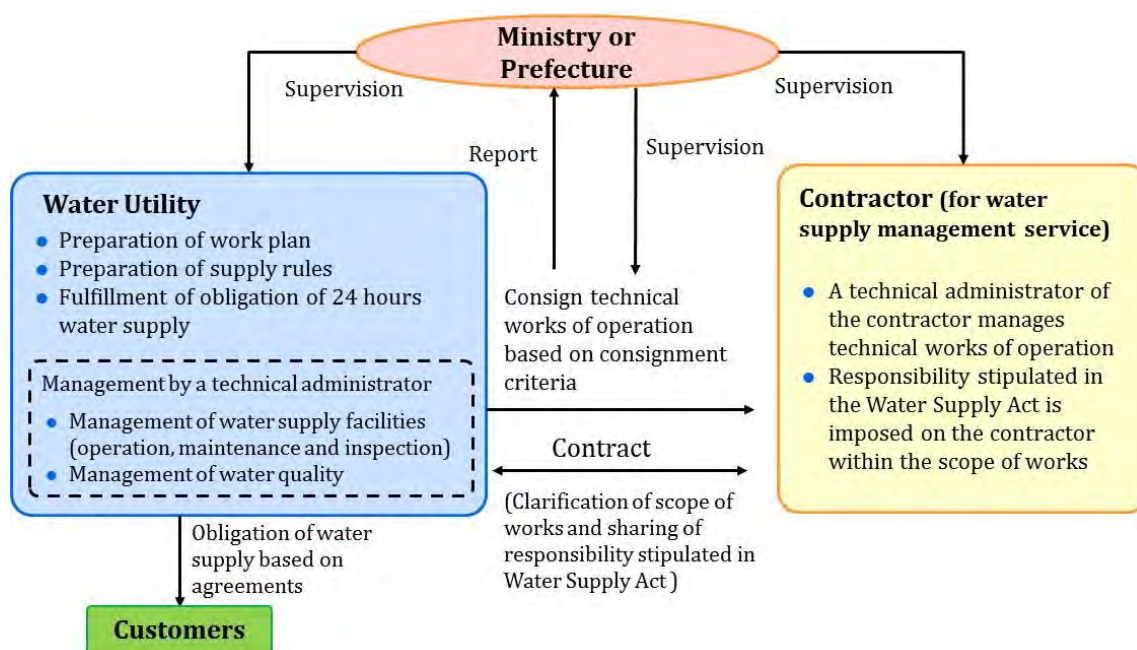 Ministry or
Prefecture
Supervision
Supervision
Report
Supervision
Water Utility
● Preparation of work plan
● Preparation of supply rules
● Fulfillment of obligation of 24 hours
water supply
Management by a technical administrator
● Management of water supply facilities
(operation, maintenance and inspection)
● Management of water quality
Consign technical
works of operation
based on consignment
criteria
Contract
(Clarification of scope of
works and sharing of
responsibility stipulated in
Water Supply Act )
Contractor (for water
supply management service)
● A technical administrator of
the contractor manages
technical works of operation
● Responsibility stipulated in
the Water Supply Act is
imposed on the contractor
within the scope of works
Obligation of water
supply based on
agreements
Customers